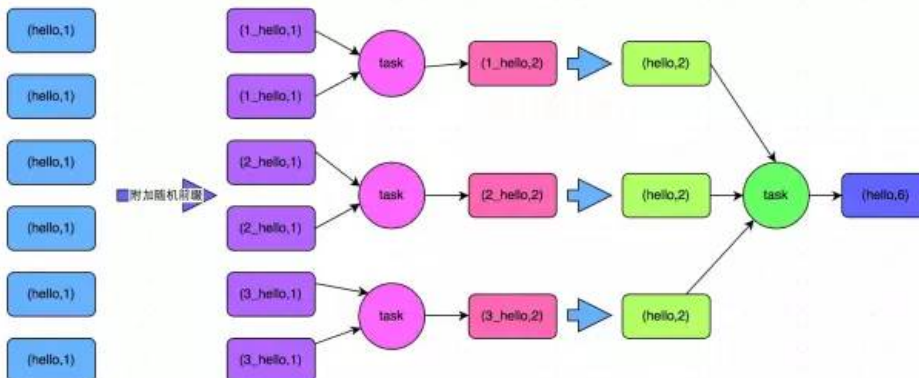 (hello,1)
(hello,1)
(hello,1)
(hello,1)
(hello,1)
(hello,1)
附加随机前缀
(1_hello,1)
(1_hello,1)
(2_hello,1)
(2_hello,1)
(3_hello,1)
(3_hello,1)
task
task
task
(1_hello,2)
(2_hello,2)
(3_hello,2)
(hello,2)
(hello,2)
(hello,2)
task
(hello,6)